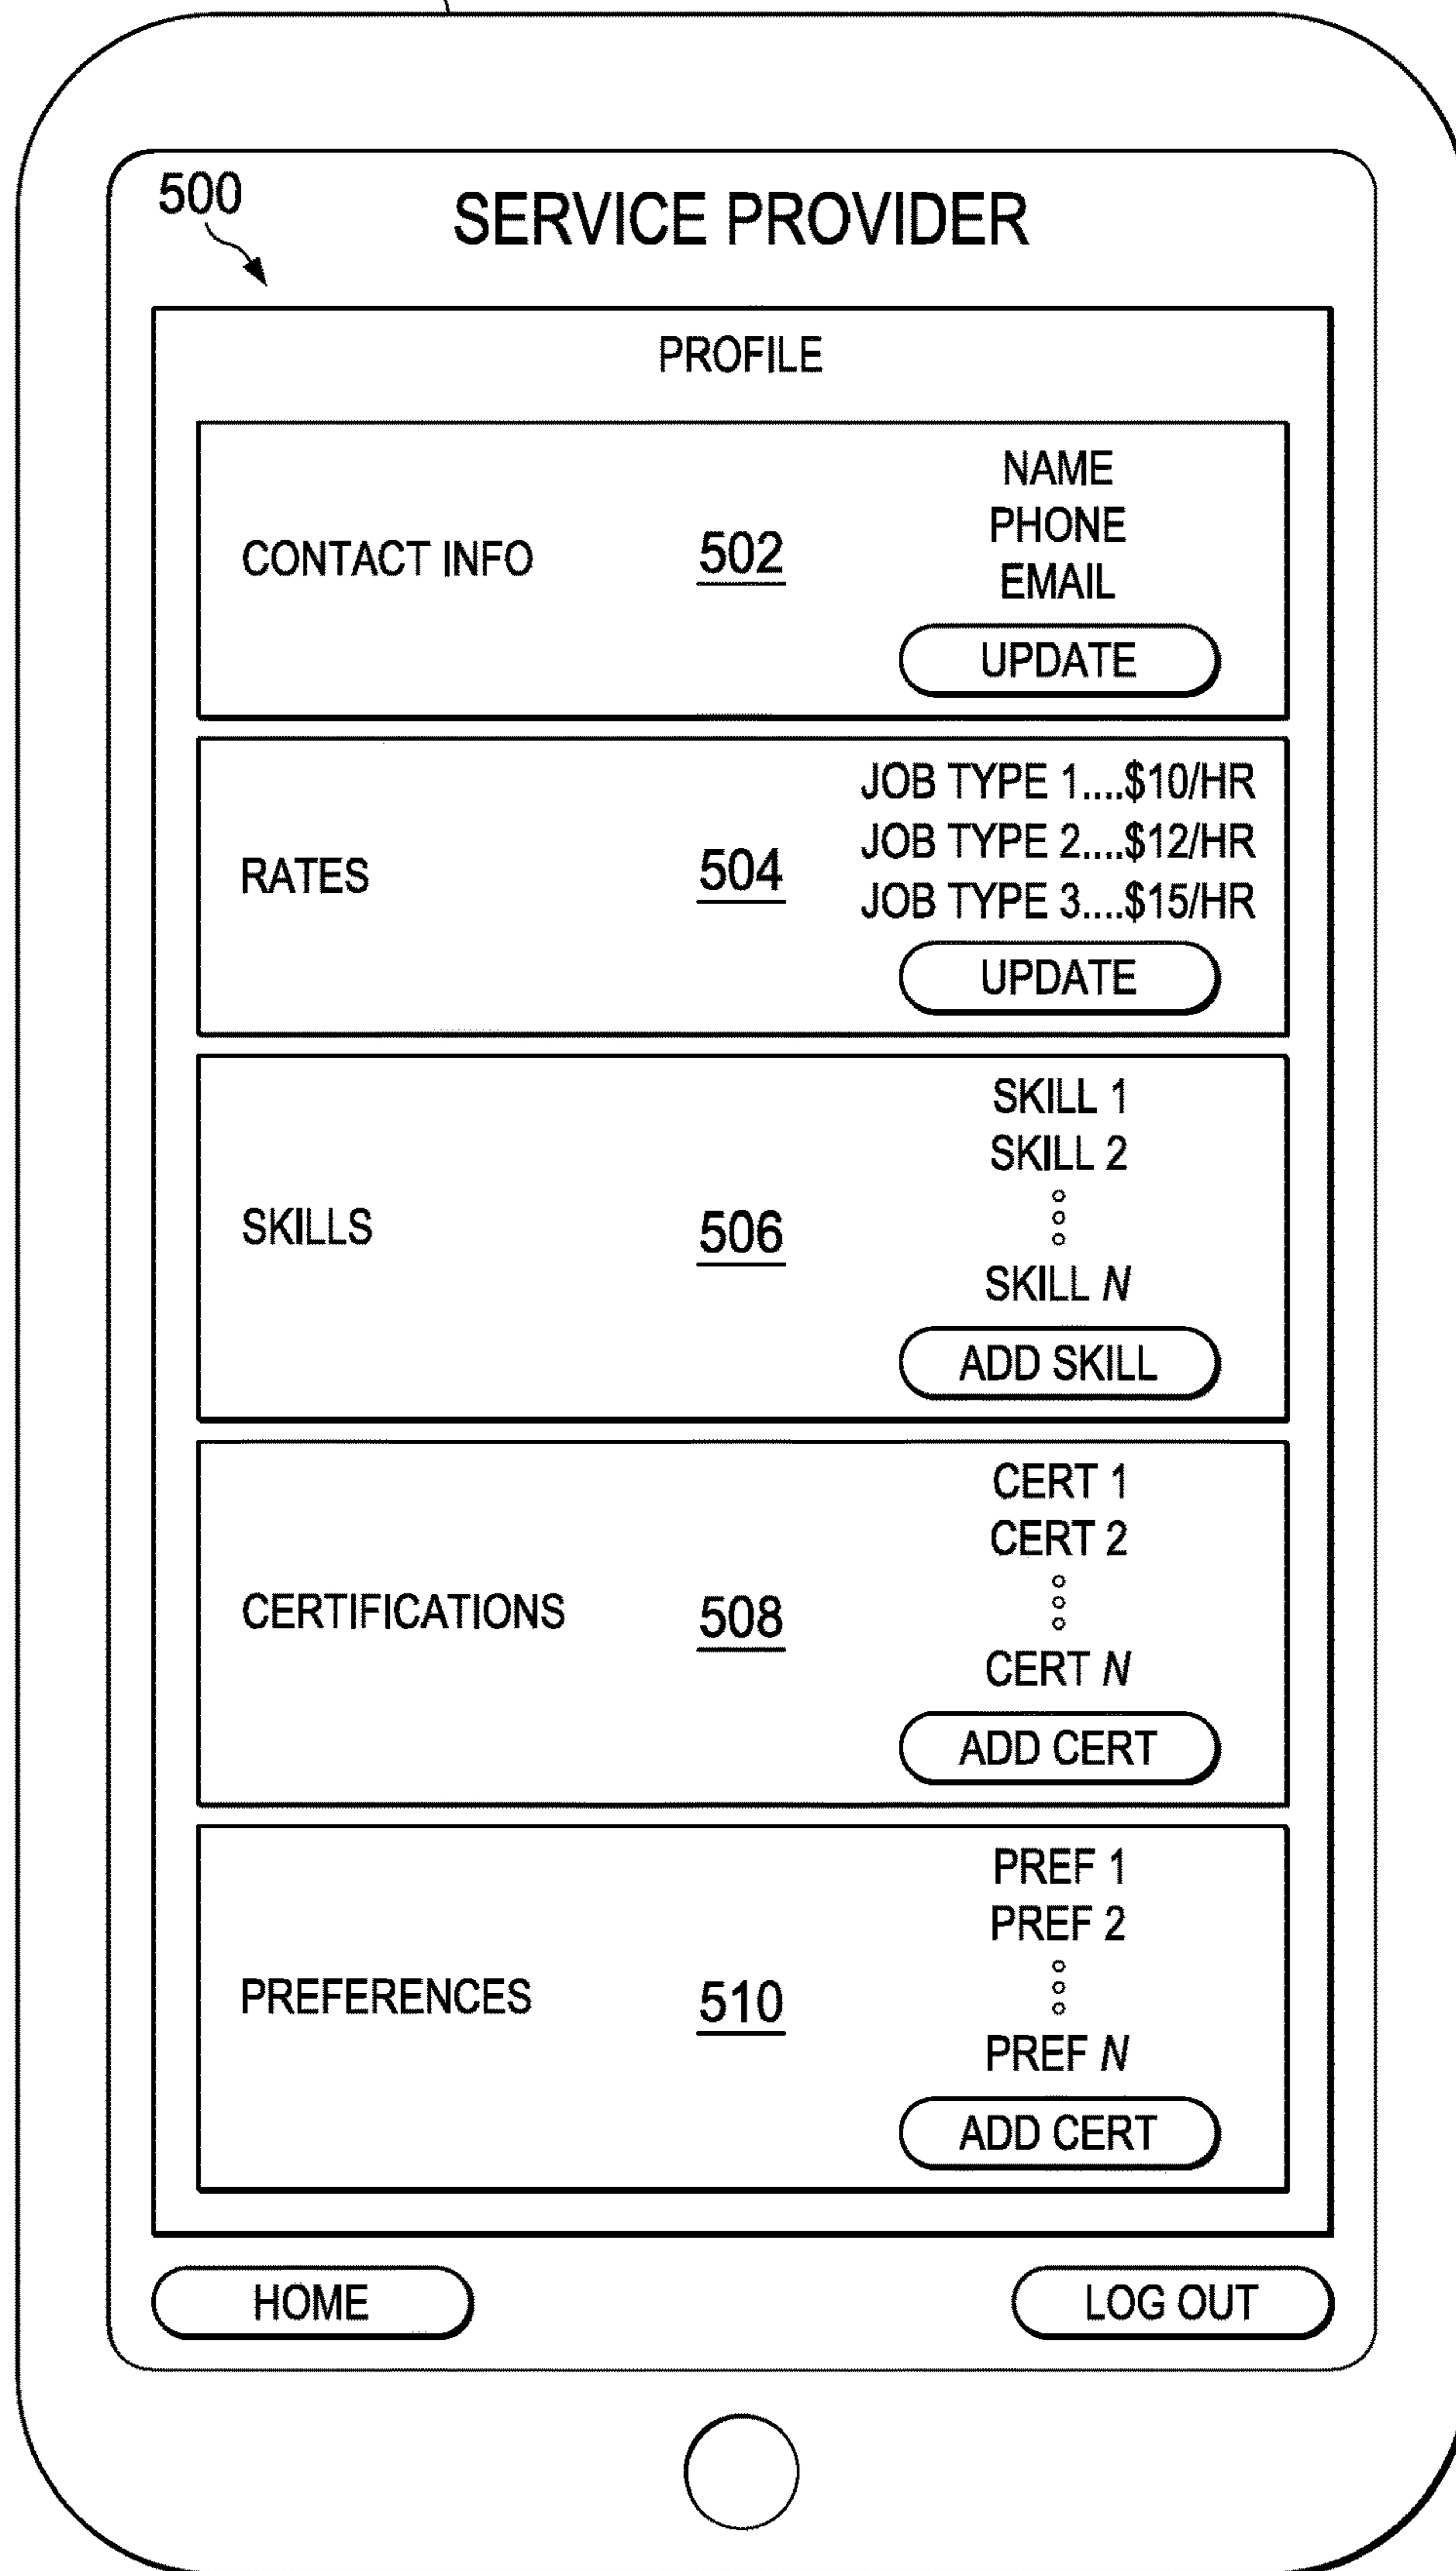 500
SERVICE PROVIDER
PROFILE
CONTACT INFO
502
NAME
PHONE
EMAIL
UPDATE
RATES
504
JOB TYPE 1....$10/HR
JOB TYPE 2....$12/HR
JOB TYPE 3....$15/HR
UPDATE
SKILLS
506
SKILL 1
SKILL 2
SKILL N
ADD SKILL
CERTIFICATIONS
508
CERT 1
CERT 2
CERT N
ADD CERT
PREFERENCES
510
PREF 1
PREF 2
PREF N
ADD CERT
HOME
LOG OUT